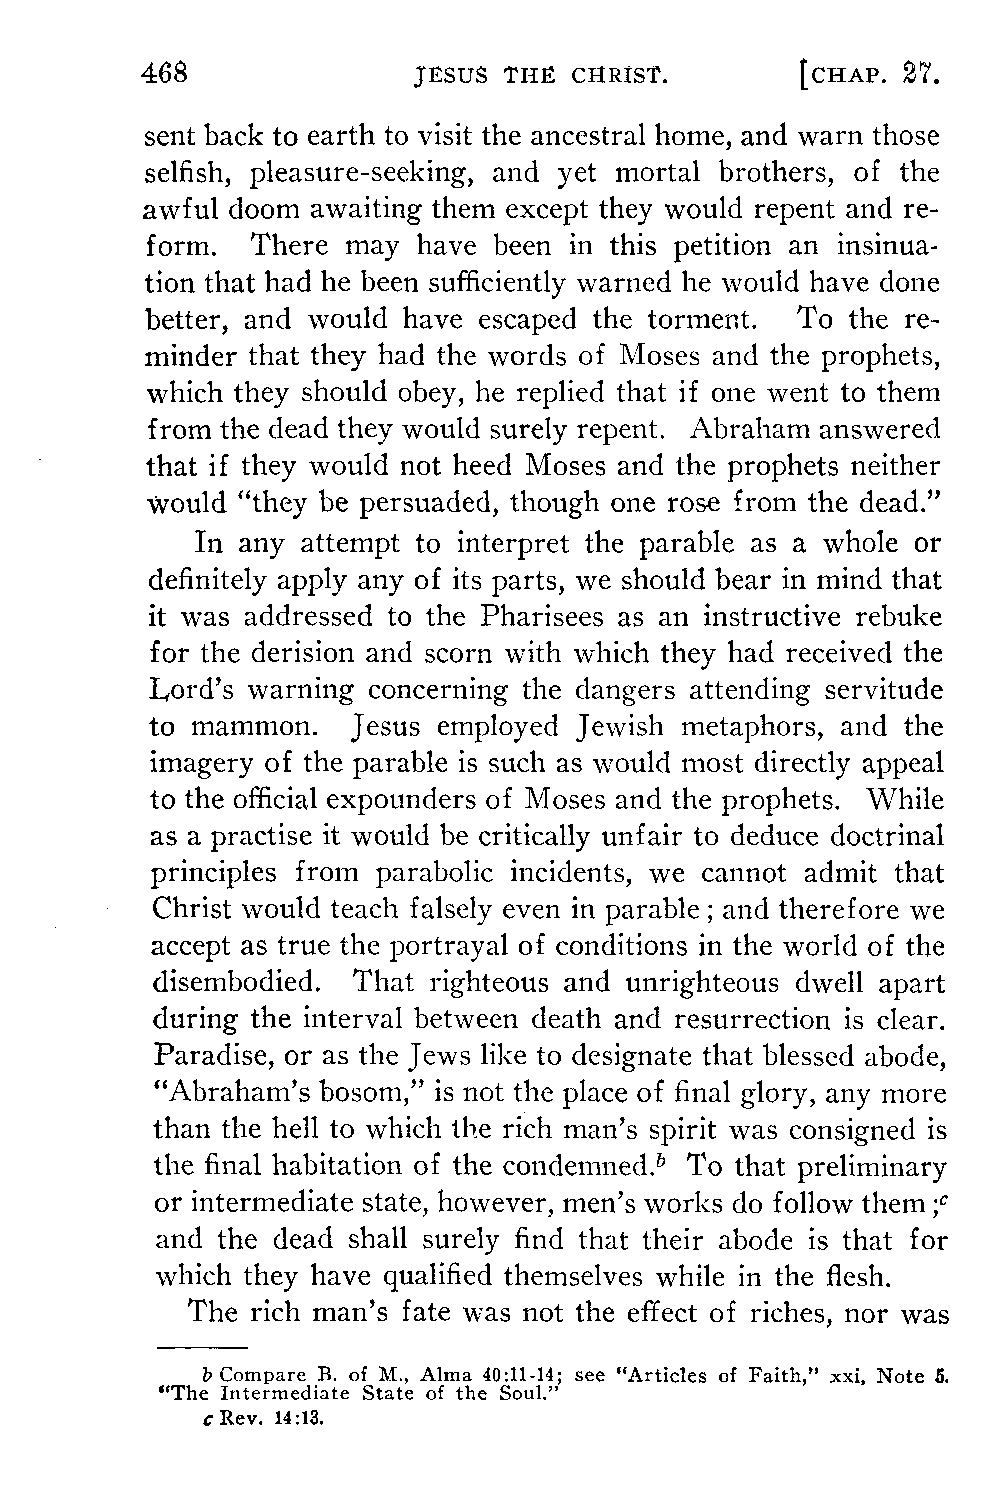 468 JESUS THE CHRIST. [CHAP. 27.
sent back to earth to visit the ancestral home, and warn those
selfish, pleasure-seeking, and yet mortal brothers, of the
awful doom awaiting them except they would repent and re-
form. There may have been in this petition an insinua-
tion that had he been sufficiently warned he would have done
better, and would have escaped the torment. To the re-
minder that they had the words of Moses and the prophets,
which they should obey, he replied that if one went to them
from the dead they would surely repent. Abraham answered
that if they would not heed Moses and the prophets neither
would "they be persuaded, though one rose from the dead."
In any attempt to interpret the parable as a whole or
definitely apply any of its parts, we should bear in mind that
it was addressed to the Pharisees as an instructive rebuke
for the derision and scorn with which they had received the
Lord's warning concerning the dangers attending servitude
to mammon. Jesus employed Jewish metaphors, and the
imagery of the parable is such as would most directly appeal
to the official expounders of Moses and the prophets. While
as a practise it would be critically unfair to deduce doctrinal
principles from parabolic incidents, we cannot admit that
Christ would teach falsely even in parable; and therefore we
accept as true the portrayal of conditions in the world of the
disembodied. That righteous and unrighteous dwell apart
during the interval between death and resurrection is clear.
Paradise, or as the Jews like to designate that blessed abode,
"Abraham's bosom," is not the place of final glory, any more
than the hell to which the rich man's spirit was consigned is
the final habitation of the condemned.b To that preliminary
or intermediate state, however, men's works do follow them;c
and the dead shall surely find that their abode is that for
which they have qualified themselves while in the flesh.
The rich man's fate was not the effect of riches, nor was
b Compare B. of M., Alma 40:11-14; see "Articles of Faith," xxi, Note 5.
"The Intermediate State of the Soul."
c Rev. 14:13.